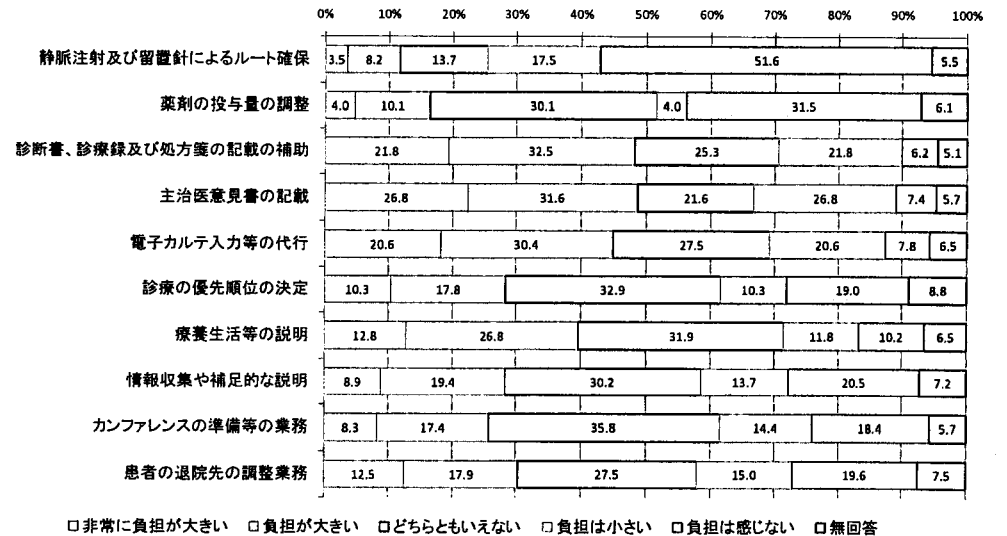 0% 10% 20% 30% 40% 50% 60% 70% 80% 90% 100%
静脈注射及び留置針によるルート確保 3.5 8.2 13.7 17.5 51.6 5.5
薬剤の投与量の調整 4.0 10.1 30.1 4.0 31.5 6.1
診断書、診療録及び処方箋の記載の補助 21.8 32.5 25.3 21.8 6.2 5.1
主治医意見書の記載 26.8 31.6 21.6 26.8 7.4 5.7
電子カルテ入力等の代行 20.6 30.4 27.5 20.6 7.8 6.5
診療の優先順位の決定 10.3 17.8 32.9 10.3 19.0 8.8
療養生活等の説明 12.8 26.8 31.9 11.8 10.2 6.5
情報収集や補足的な説明 8.9 19.4 30.2 13.7 20.5 7.2
カンファレンスの準備等の業務 8.3 17.4 35.8 14.4 18.4 5.7
患者の退院先の調整業務 12.5 17.9 27.5 15.0 19.6 7.5
非常に負担が大きい 負担が大きい どちらともいえない 負担は小さい 負担は感じない 無回答